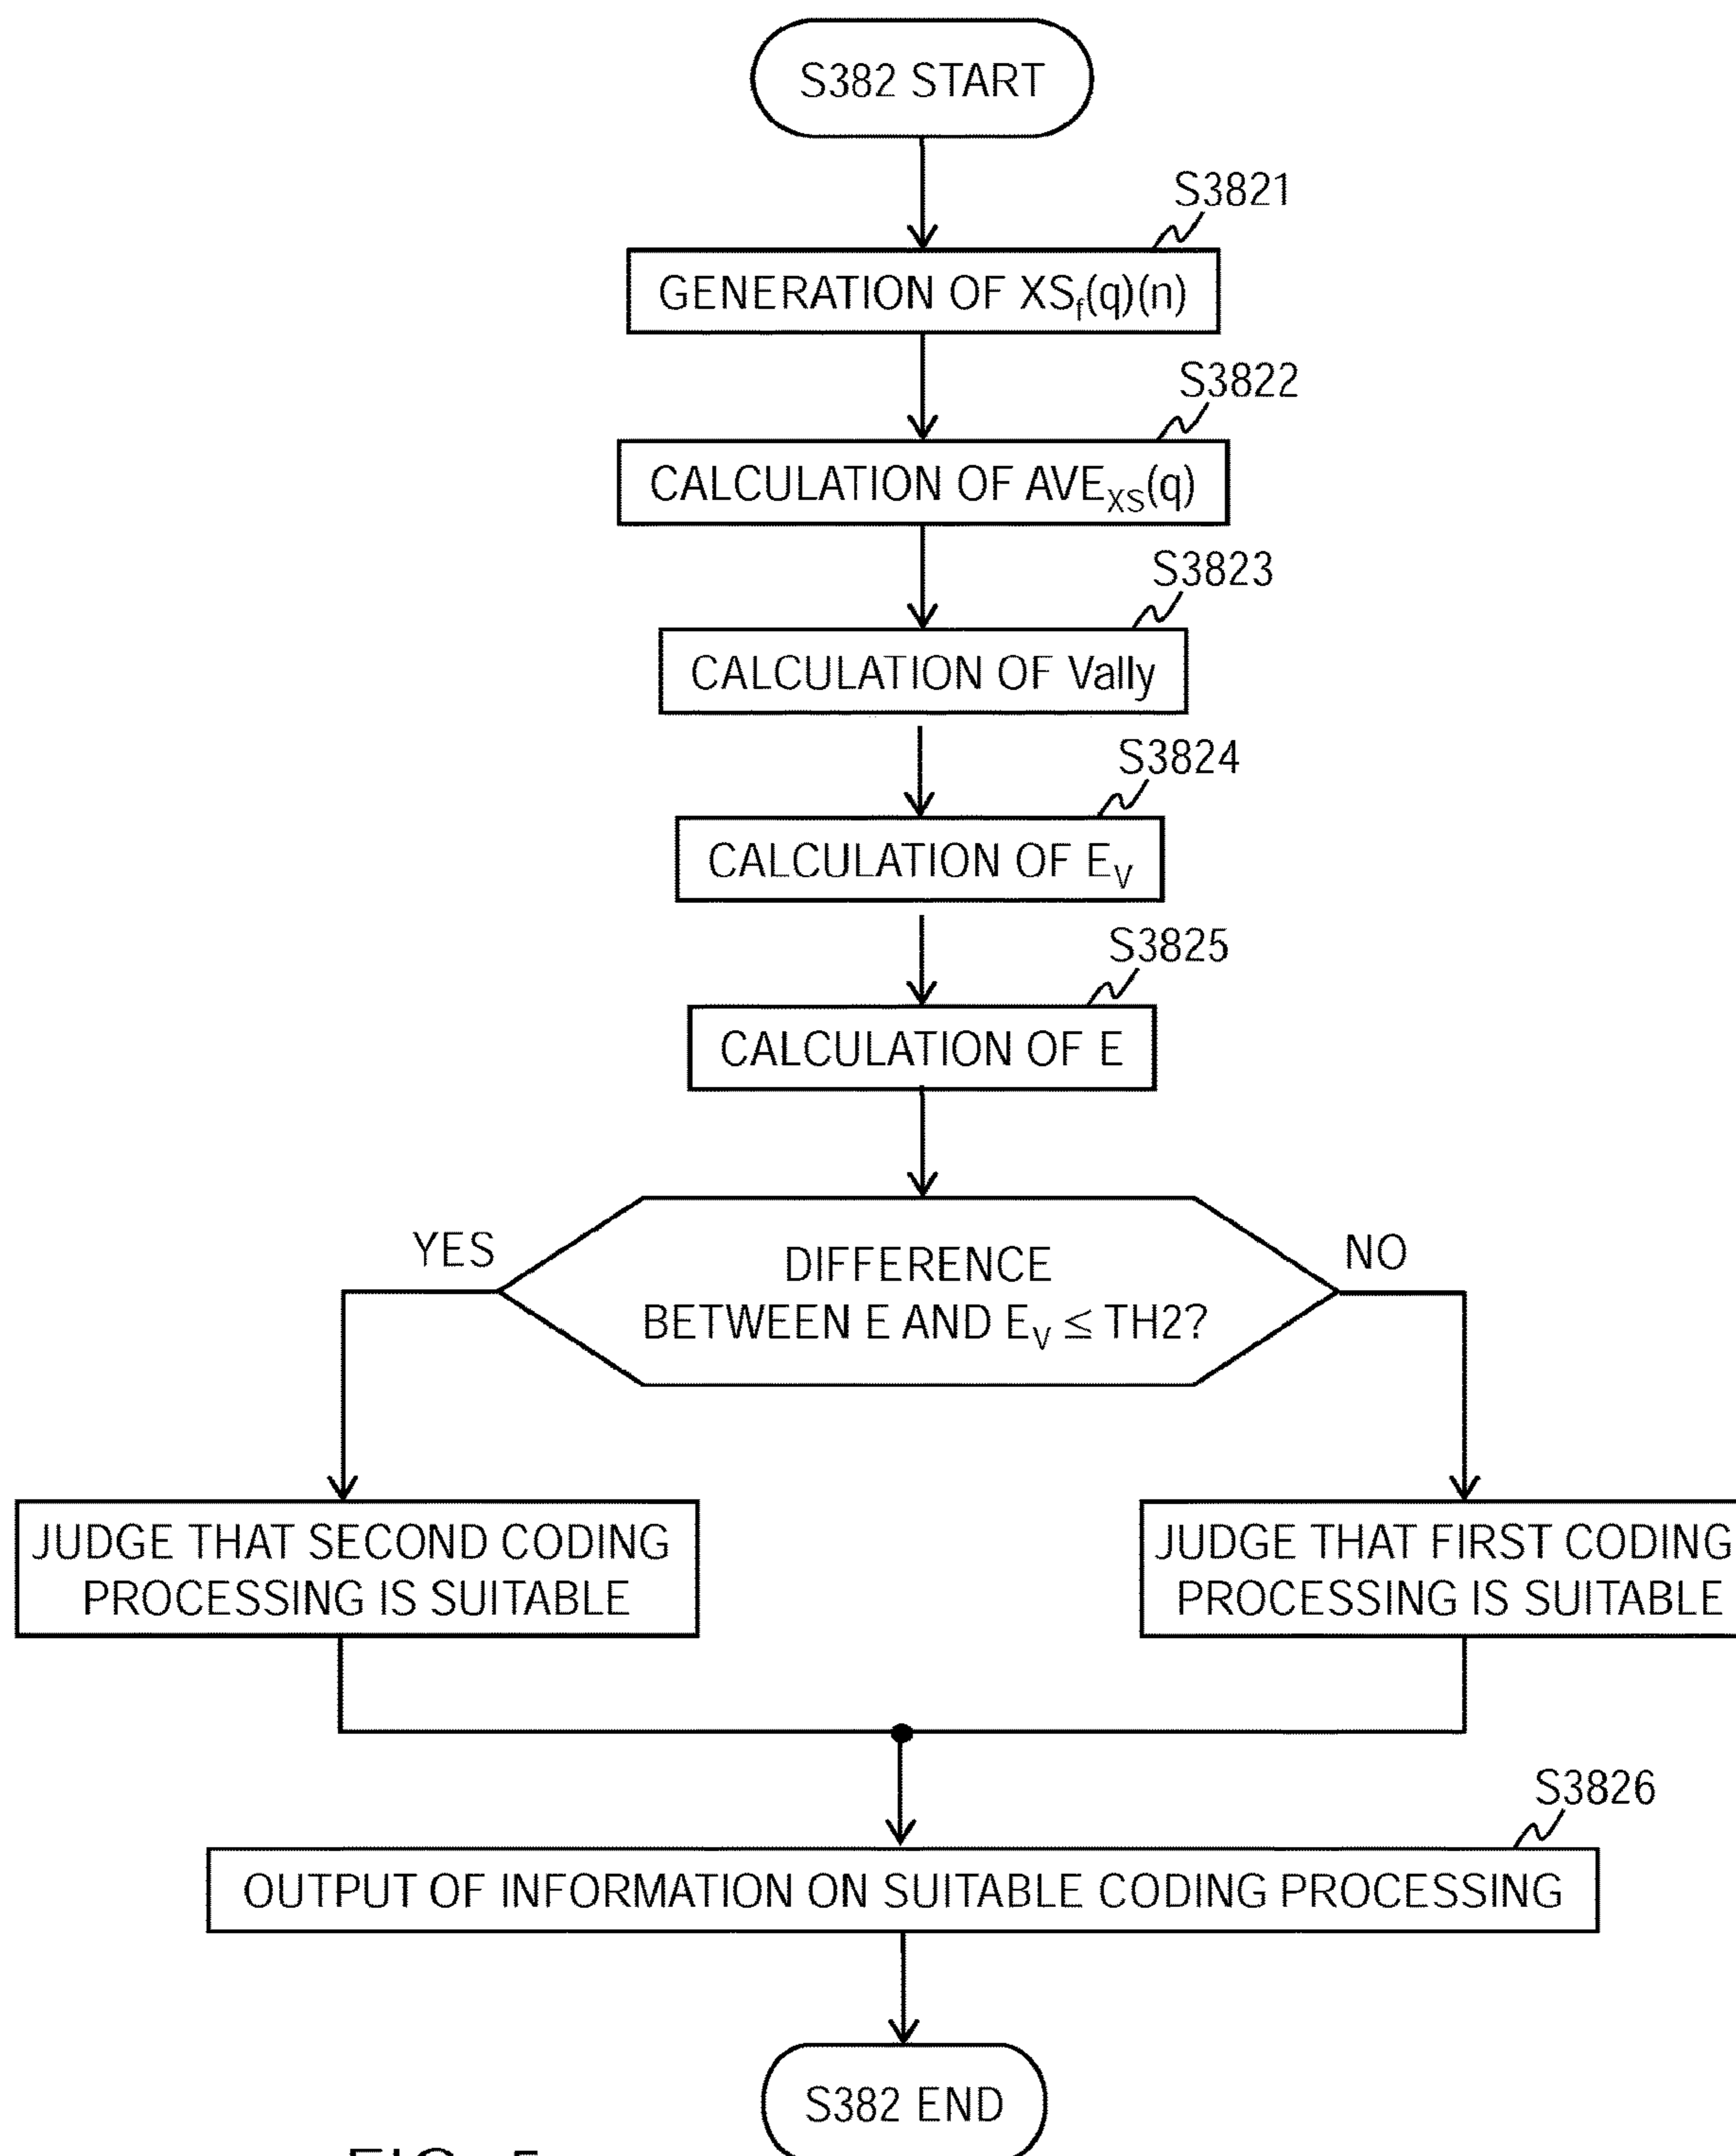 S382 START
S3821
GENERATION OF XSf(q)(n)
S3822
CALCULATION OF AVEXS(q)
S3823
CALCULATION OF Vally
S3824
CALCULATION OF EV
S3825
CALCULATION OF E
YES
DIFFERENCE
BETWEEN E AND EV ≤ TH2?
NO
JUDGE THAT SECOND CODING
PROCESSING IS SUITABLE
JUDGE THAT FIRST CODING
PROCESSING IS SUITABLE
S3826
OUTPUT OF INFORMATION ON SUITABLE CODING PROCESSING
S382 END